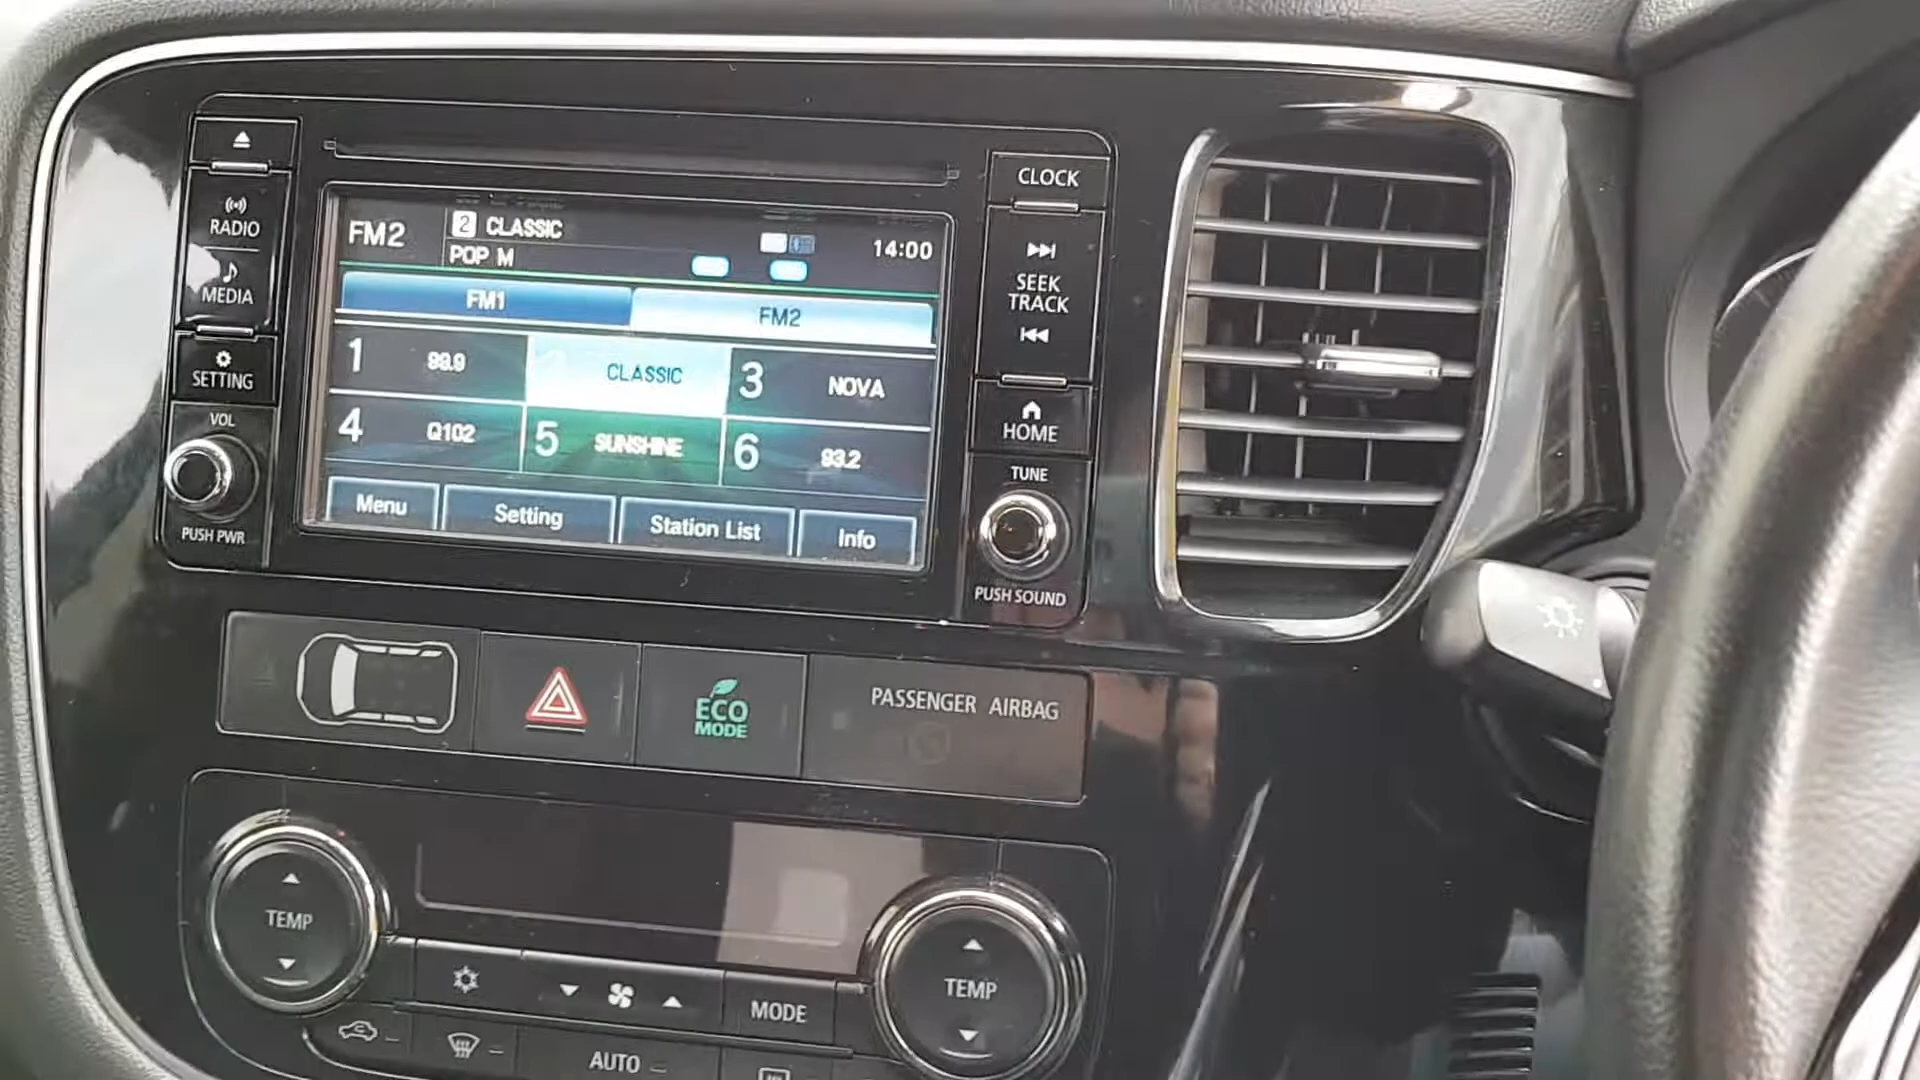 CLOCK
RADIO
MEDIA
SETTING
VOL
PUSH PWR
FM2
2 CLASSIC
POP M
14:00
FM1
FM2
1 99.9
CLASSIC
3 NOVA
4 Q102
5 SUNSHINE
6 93.2
Menu
Setting
Station List
Info
SEEK
TRACK
HOME
TUNE
PUSH SOUND
ECO
MODE
PASSENGER AIRBAG
TEMP
TEMP
MODE
AUTO